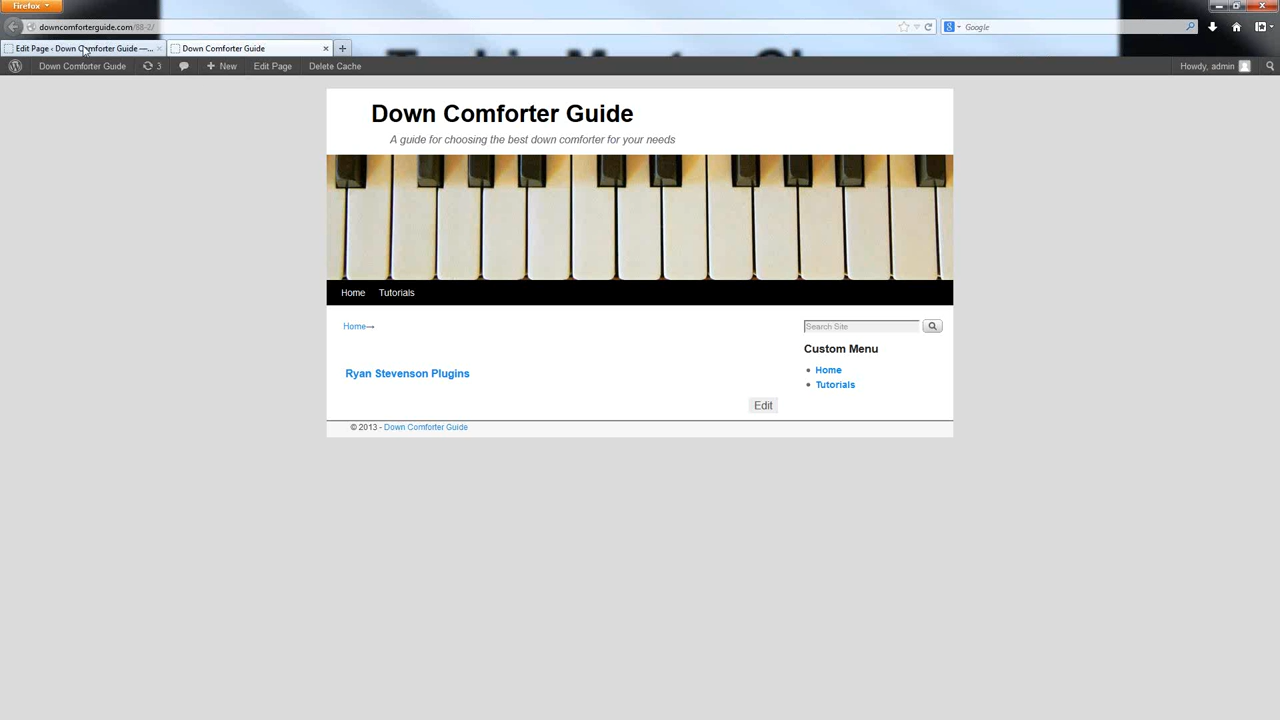 Firefox
downcomforterguide.com/88-2/
Google
Edit Page ‹ Down Comforter Guide —...
Down Comforter Guide
Down Comforter Guide
3
New
Edit Page
Delete Cache
Howdy, admin
Down Comforter Guide
A guide for choosing the best down comforter for your needs
Home
Tutorials
Home→
Search Site
Custom Menu
Home
Tutorials
Ryan Stevenson Plugins
Edit
© 2013 - Down Comforter Guide